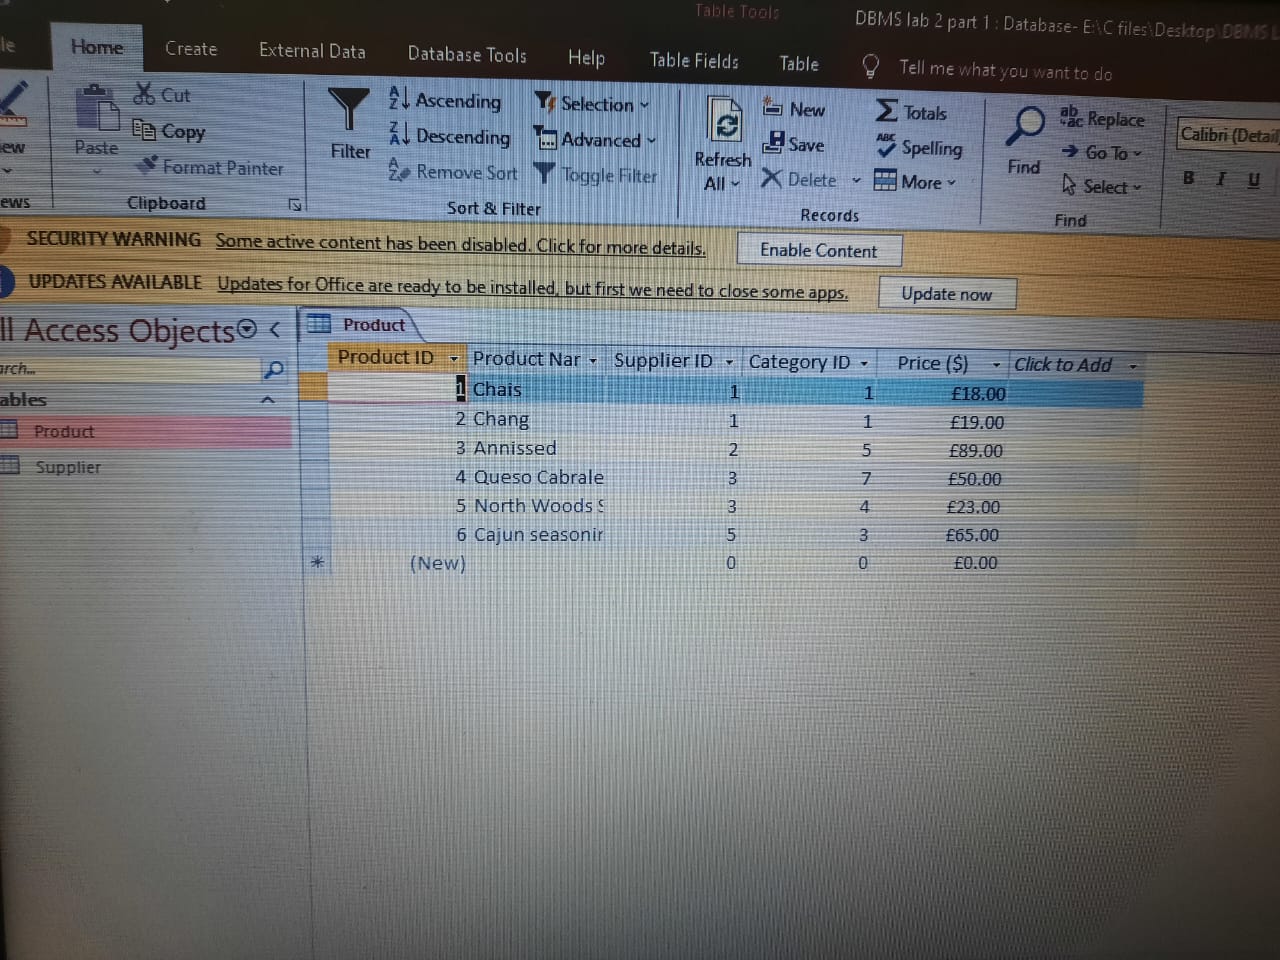 Table Tools
DBMS lab 2 part 1 : Database- E:\C files\Desktop\DBMS
Home Create External Data Database Tools Help Table Fields Table Tell me what you want to do
Cut
Copy
Format Painter
Paste
Clipboard
Filter
Ascending
Descending
Remove Sort
Selection
Advanced
Toggle Filter
Sort & Filter
Refresh
All
New
Save
Delete
Totals
Spelling
More
Records
Find
Replace
Go To
Select
Find
Calibri (Detail
B I U
SECURITY WARNING Some active content has been disabled. Click for more details. Enable Content
UPDATES AVAILABLE Updates for Office are ready to be installed, but first we need to close some apps. Update now
ll Access Objects
arch...
ables
Product
Supplier
Product
Product ID Product Nar Supplier ID Category ID Price ($) Click to Add
1 Chais 1 1 £18.00
2 Chang 1 1 £19.00
3 Annissed 2 5 £89.00
4 Queso Cabrale 3 7 £50.00
5 North Woods S 3 4 £23.00
6 Cajun seasonir 5 3 £65.00
* (New) 0 0 £0.00